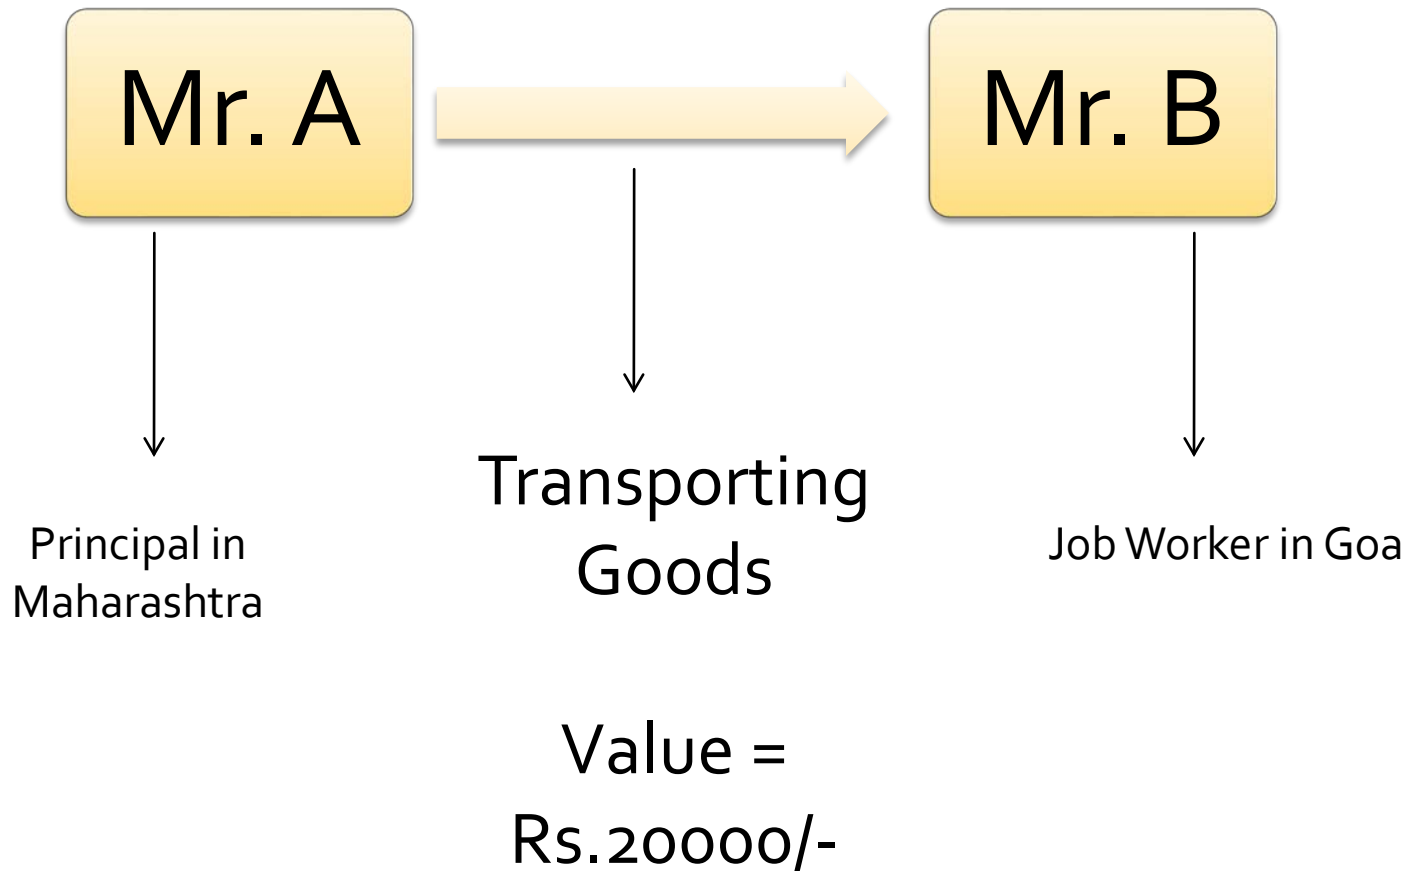 Mr. A
Mr. B
Principal in
Maharashtra
Transporting
Goods
Job Worker in Goa
Value =
Rs.20000/-